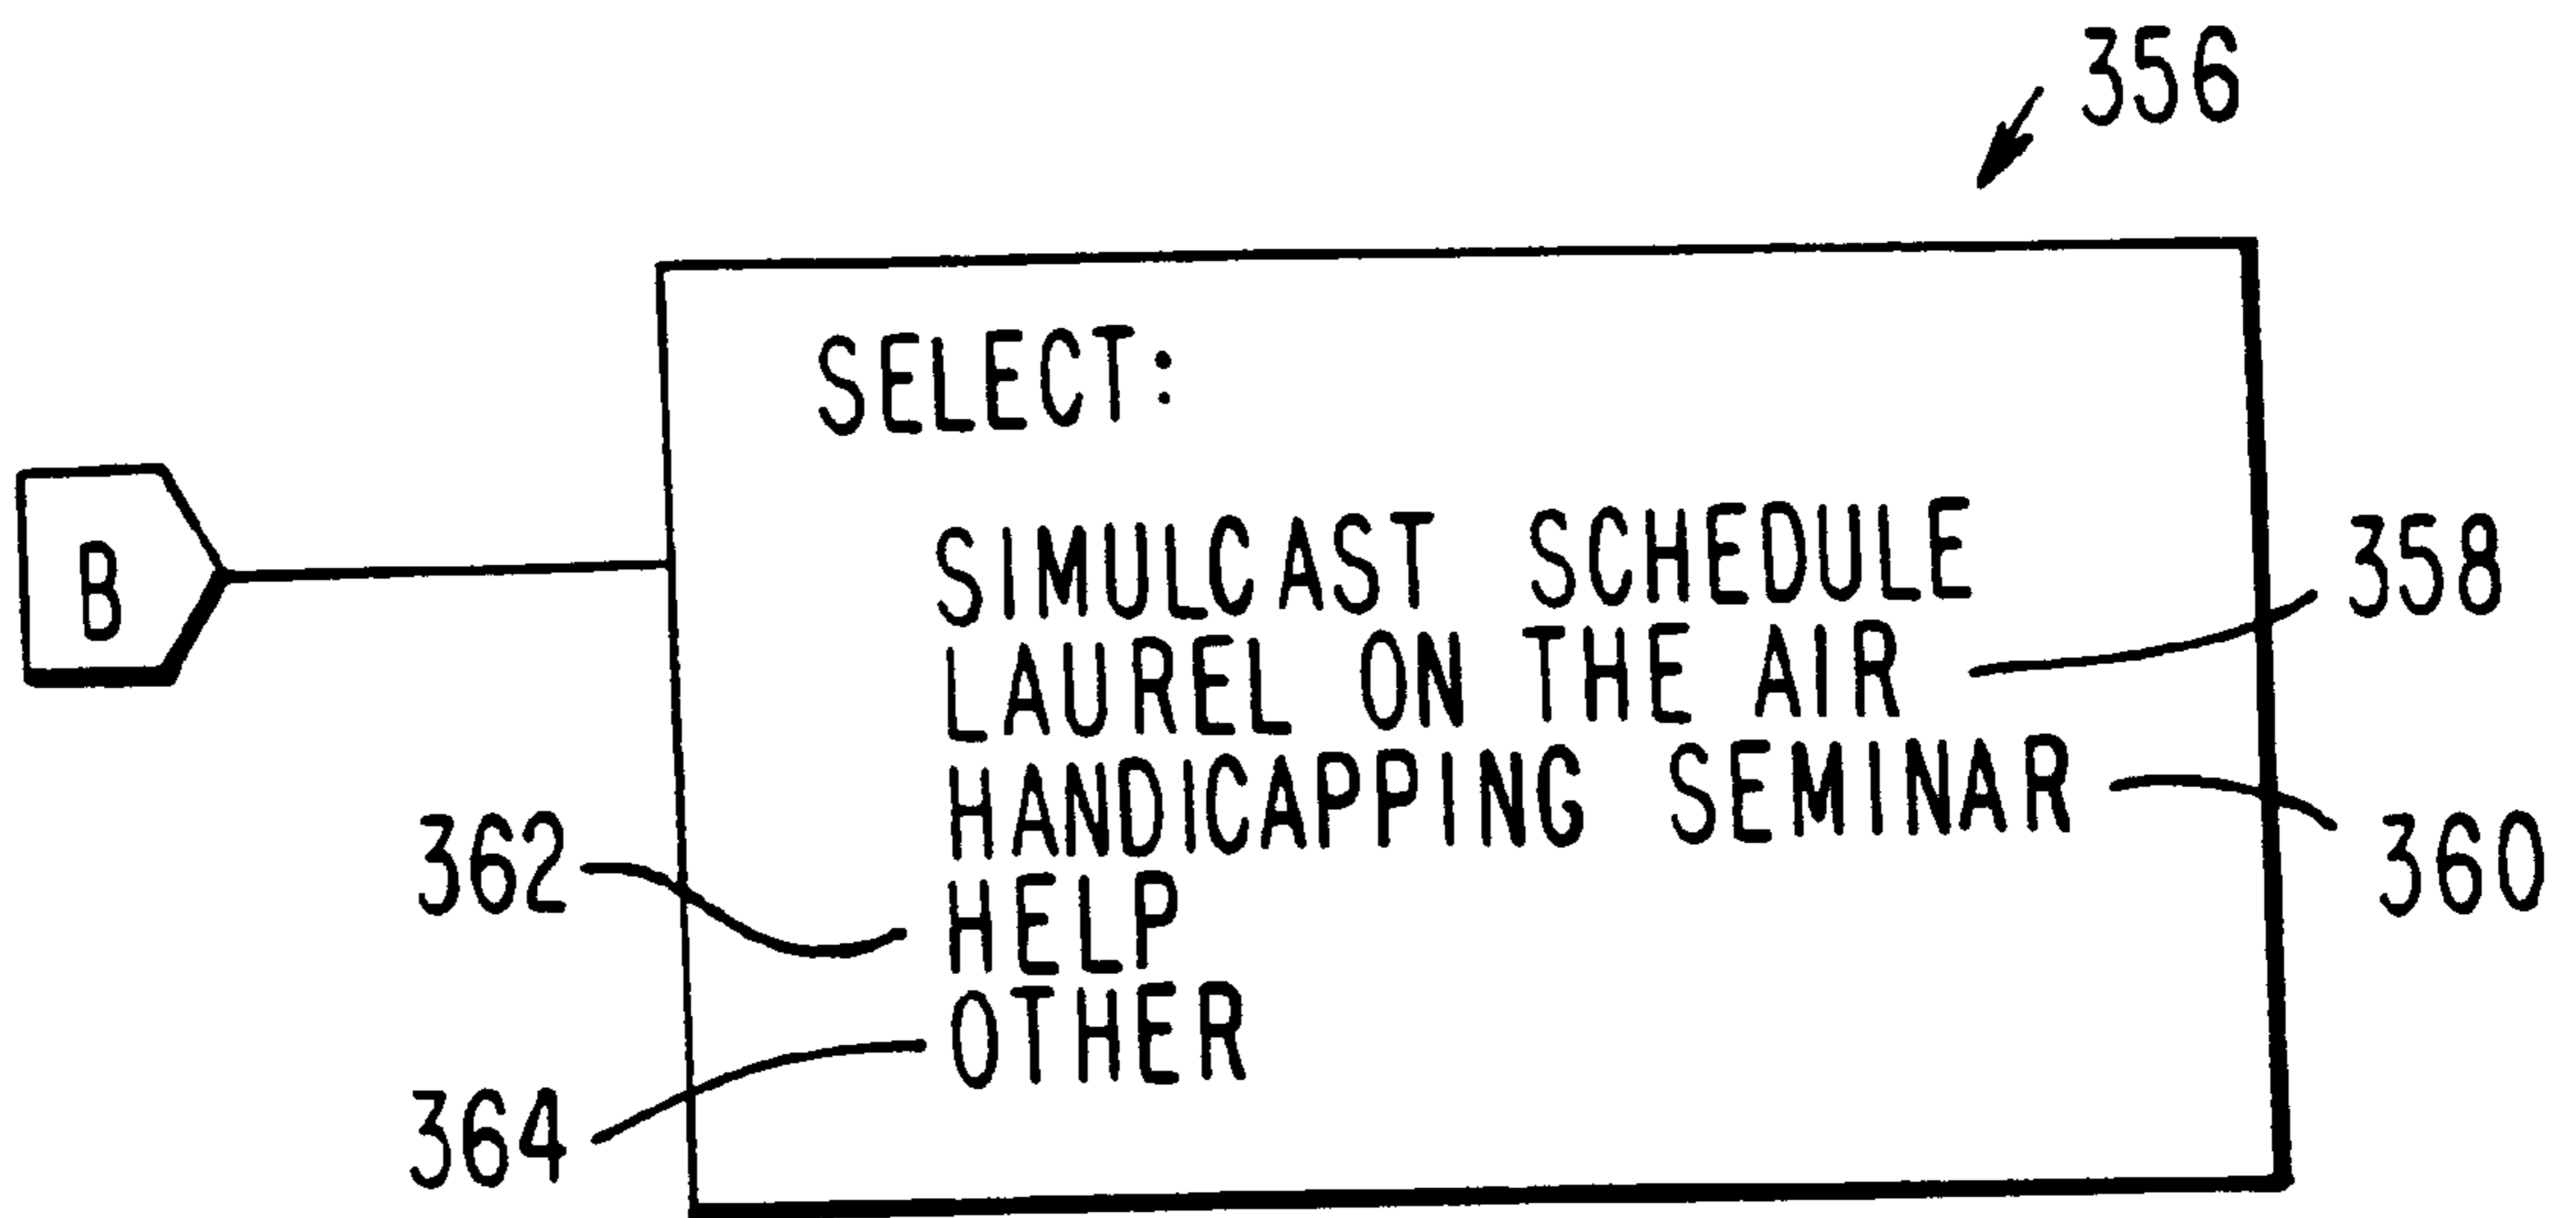 356
SELECT:
SIMULCAST SCHEDULE
LAUREL ON THE AIR
358
HANDICAPPING SEMINAR
360
362
HELP
OTHER
364
B